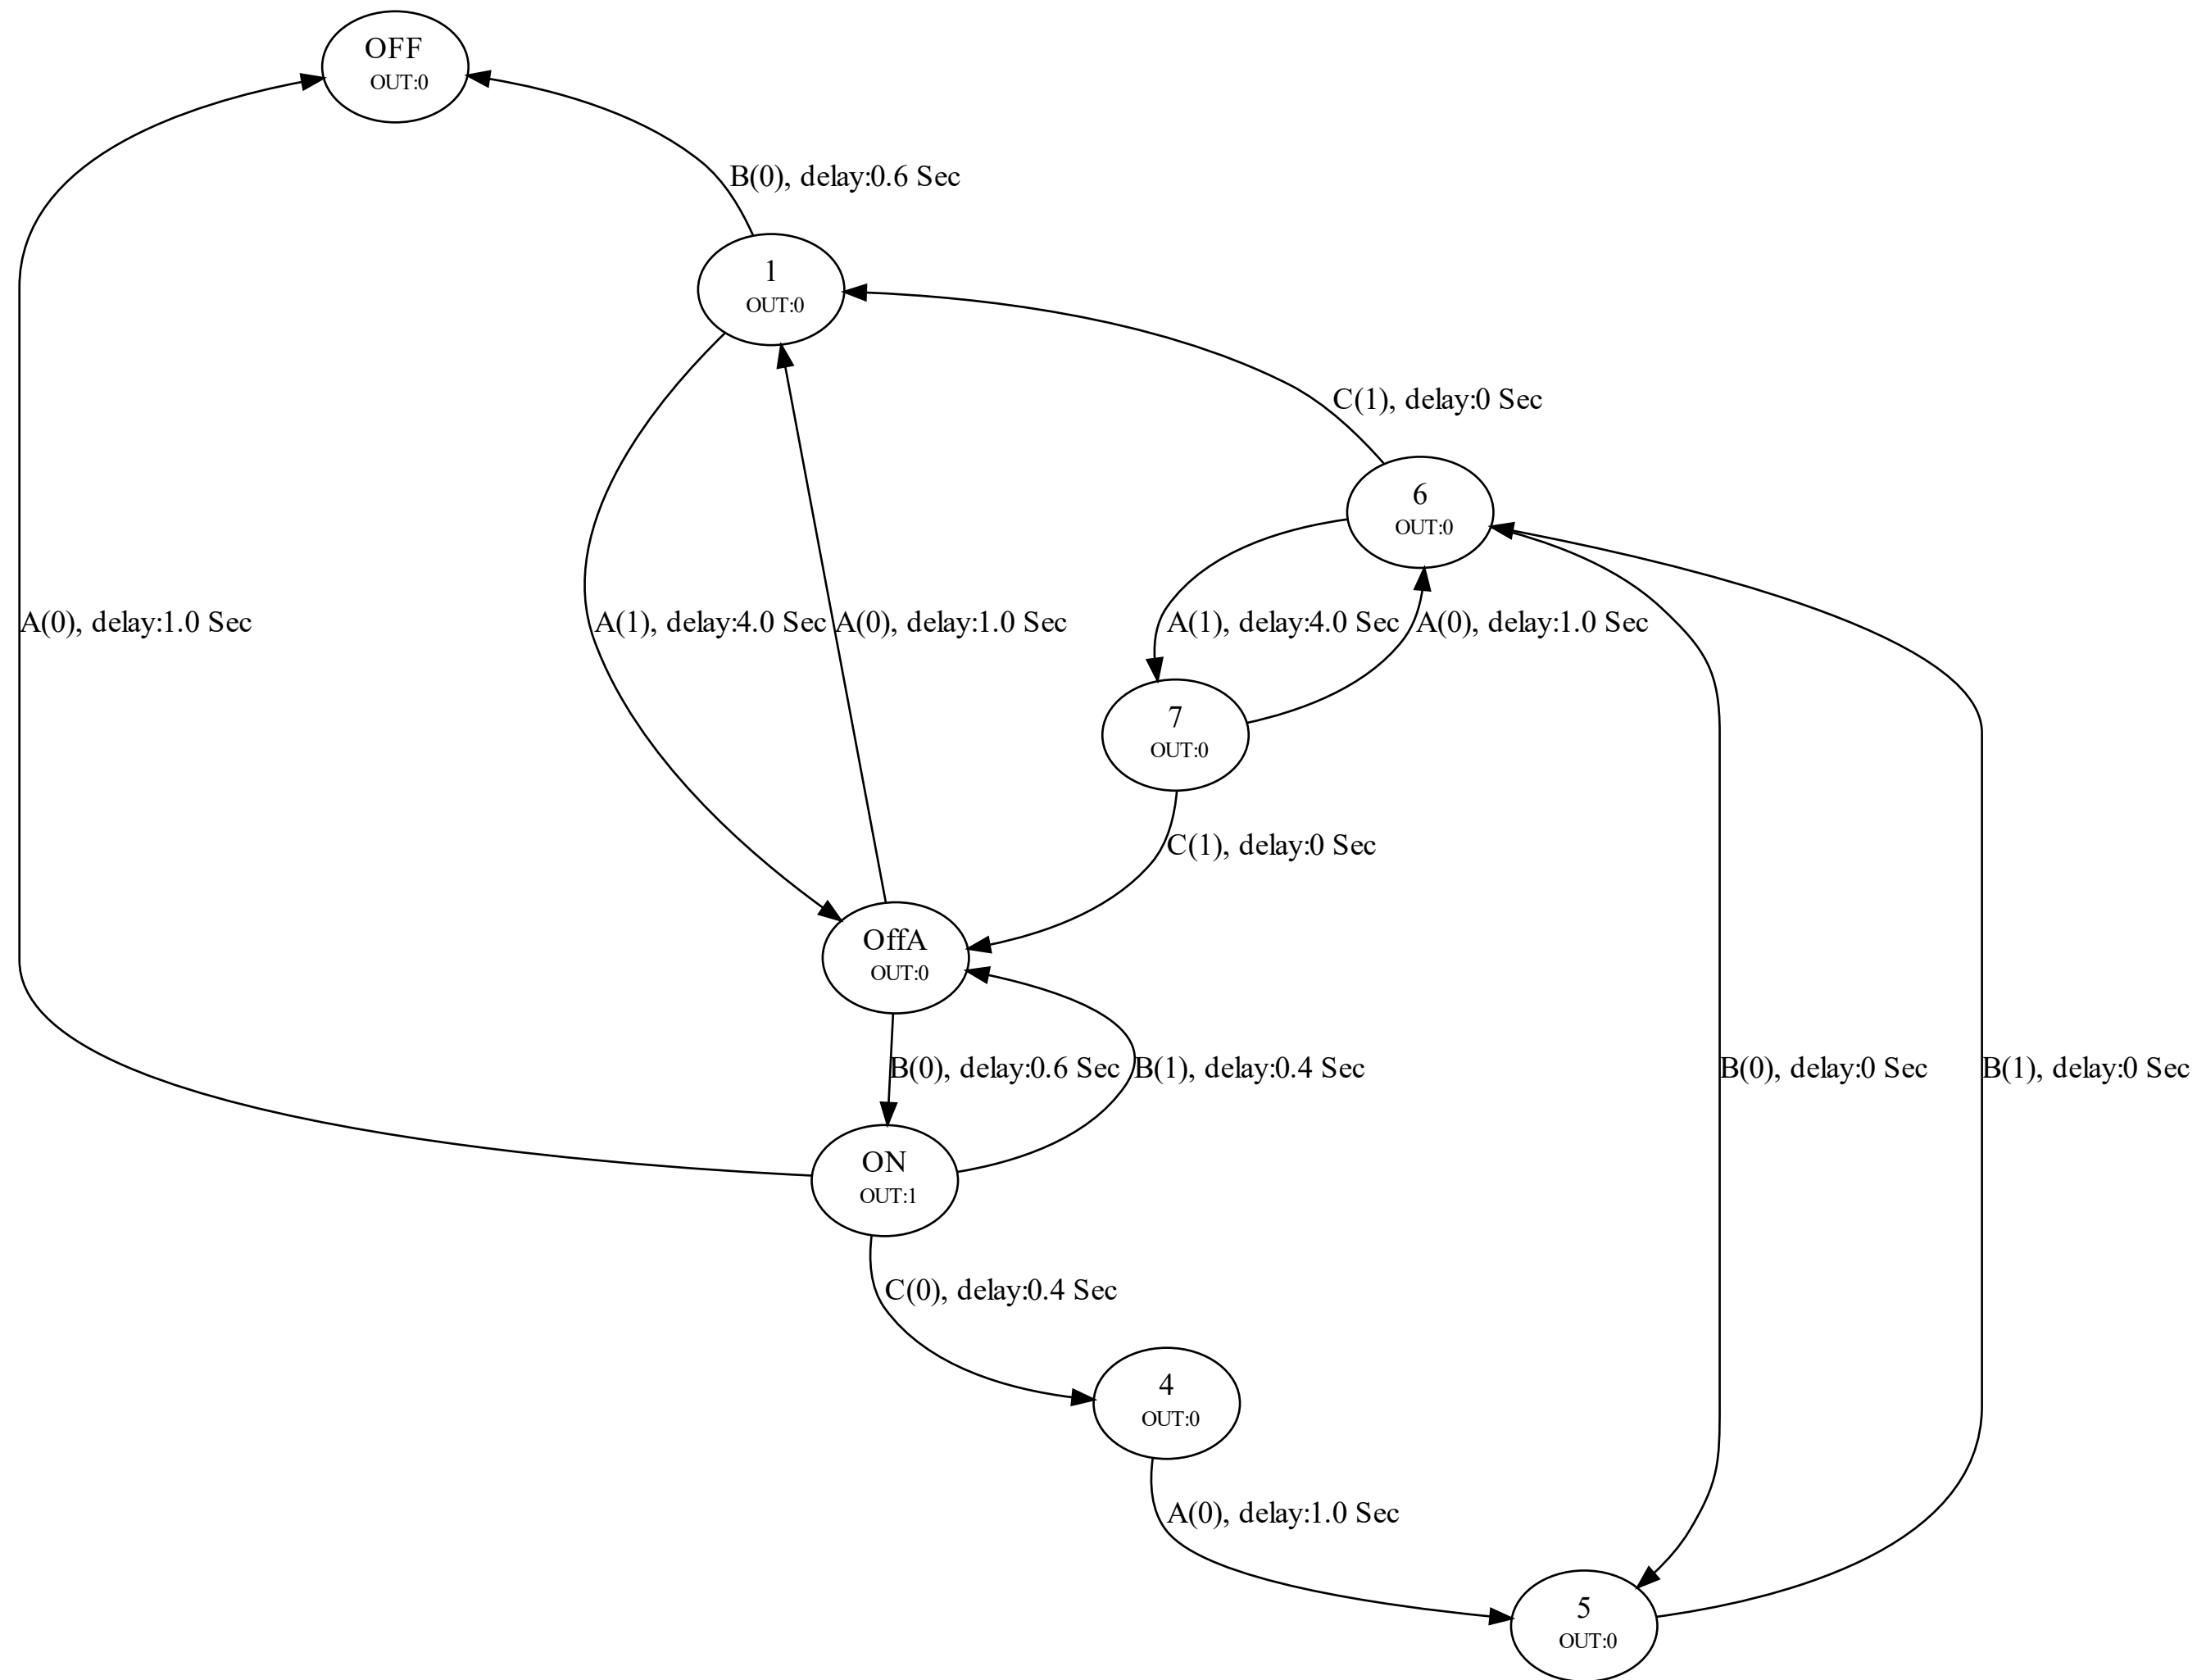 OFF
OUT:0
B(0), delay:0.6 Sec
1
OUT:0
C(1), delay:0 Sec
6
OUT:0
A(0), delay:1.0 Sec
A(1), delay:4.0 Sec
A(0), delay:1.0 Sec
A(1), delay:4.0 Sec
A(0), delay:1.0 Sec
7
OUT:0
C(1), delay:0 Sec
OffA
OUT:0
B(0), delay:0.6 Sec
B(1), delay:0.4 Sec
B(0), delay:0 Sec
B(1), delay:0 Sec
ON
OUT:1
C(0), delay:0.4 Sec
4
OUT:0
A(0), delay:1.0 Sec
5
OUT:0